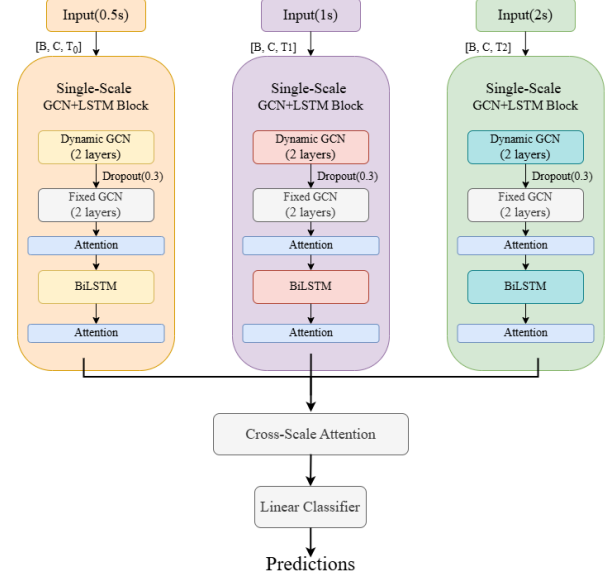 Input(0.5s)
[B, C, T₀]
Single-Scale
GCN+LSTM Block
Dynamic GCN
(2 layers)
Dropout(0.3)
Fixed GCN
(2 layers)
Attention
BiLSTM
Attention
Input(1s)
[B, C, T1]
Single-Scale
GCN+LSTM Block
Dynamic GCN
(2 layers)
Dropout(0.3)
Fixed GCN
(2 layers)
Attention
BiLSTM
Attention
Input(2s)
[B, C, T2]
Single-Scale
GCN+LSTM Block
Dynamic GCN
(2 layers)
Dropout(0.3)
Fixed GCN
(2 layers)
Attention
BiLSTM
Attention
Cross-Scale Attention
Linear Classifier
Predictions